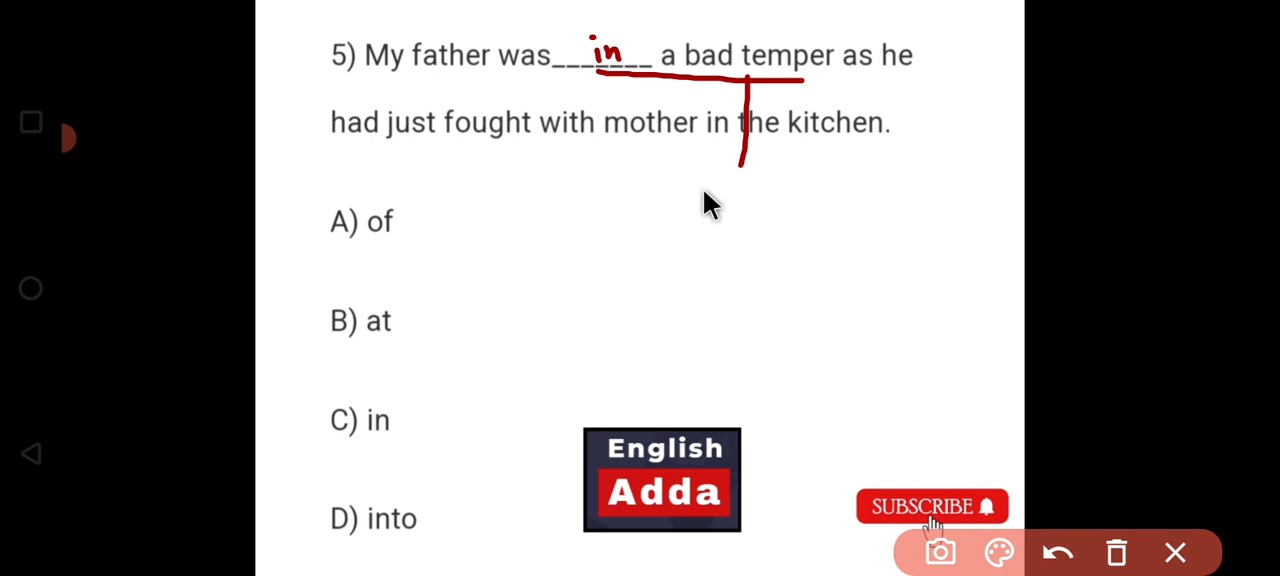 5) My father was___in____ a bad temper as he
had just fought with mother in the kitchen.
A) of
B) at
C) in
D) into
English
Adda
SUBSCRIBE